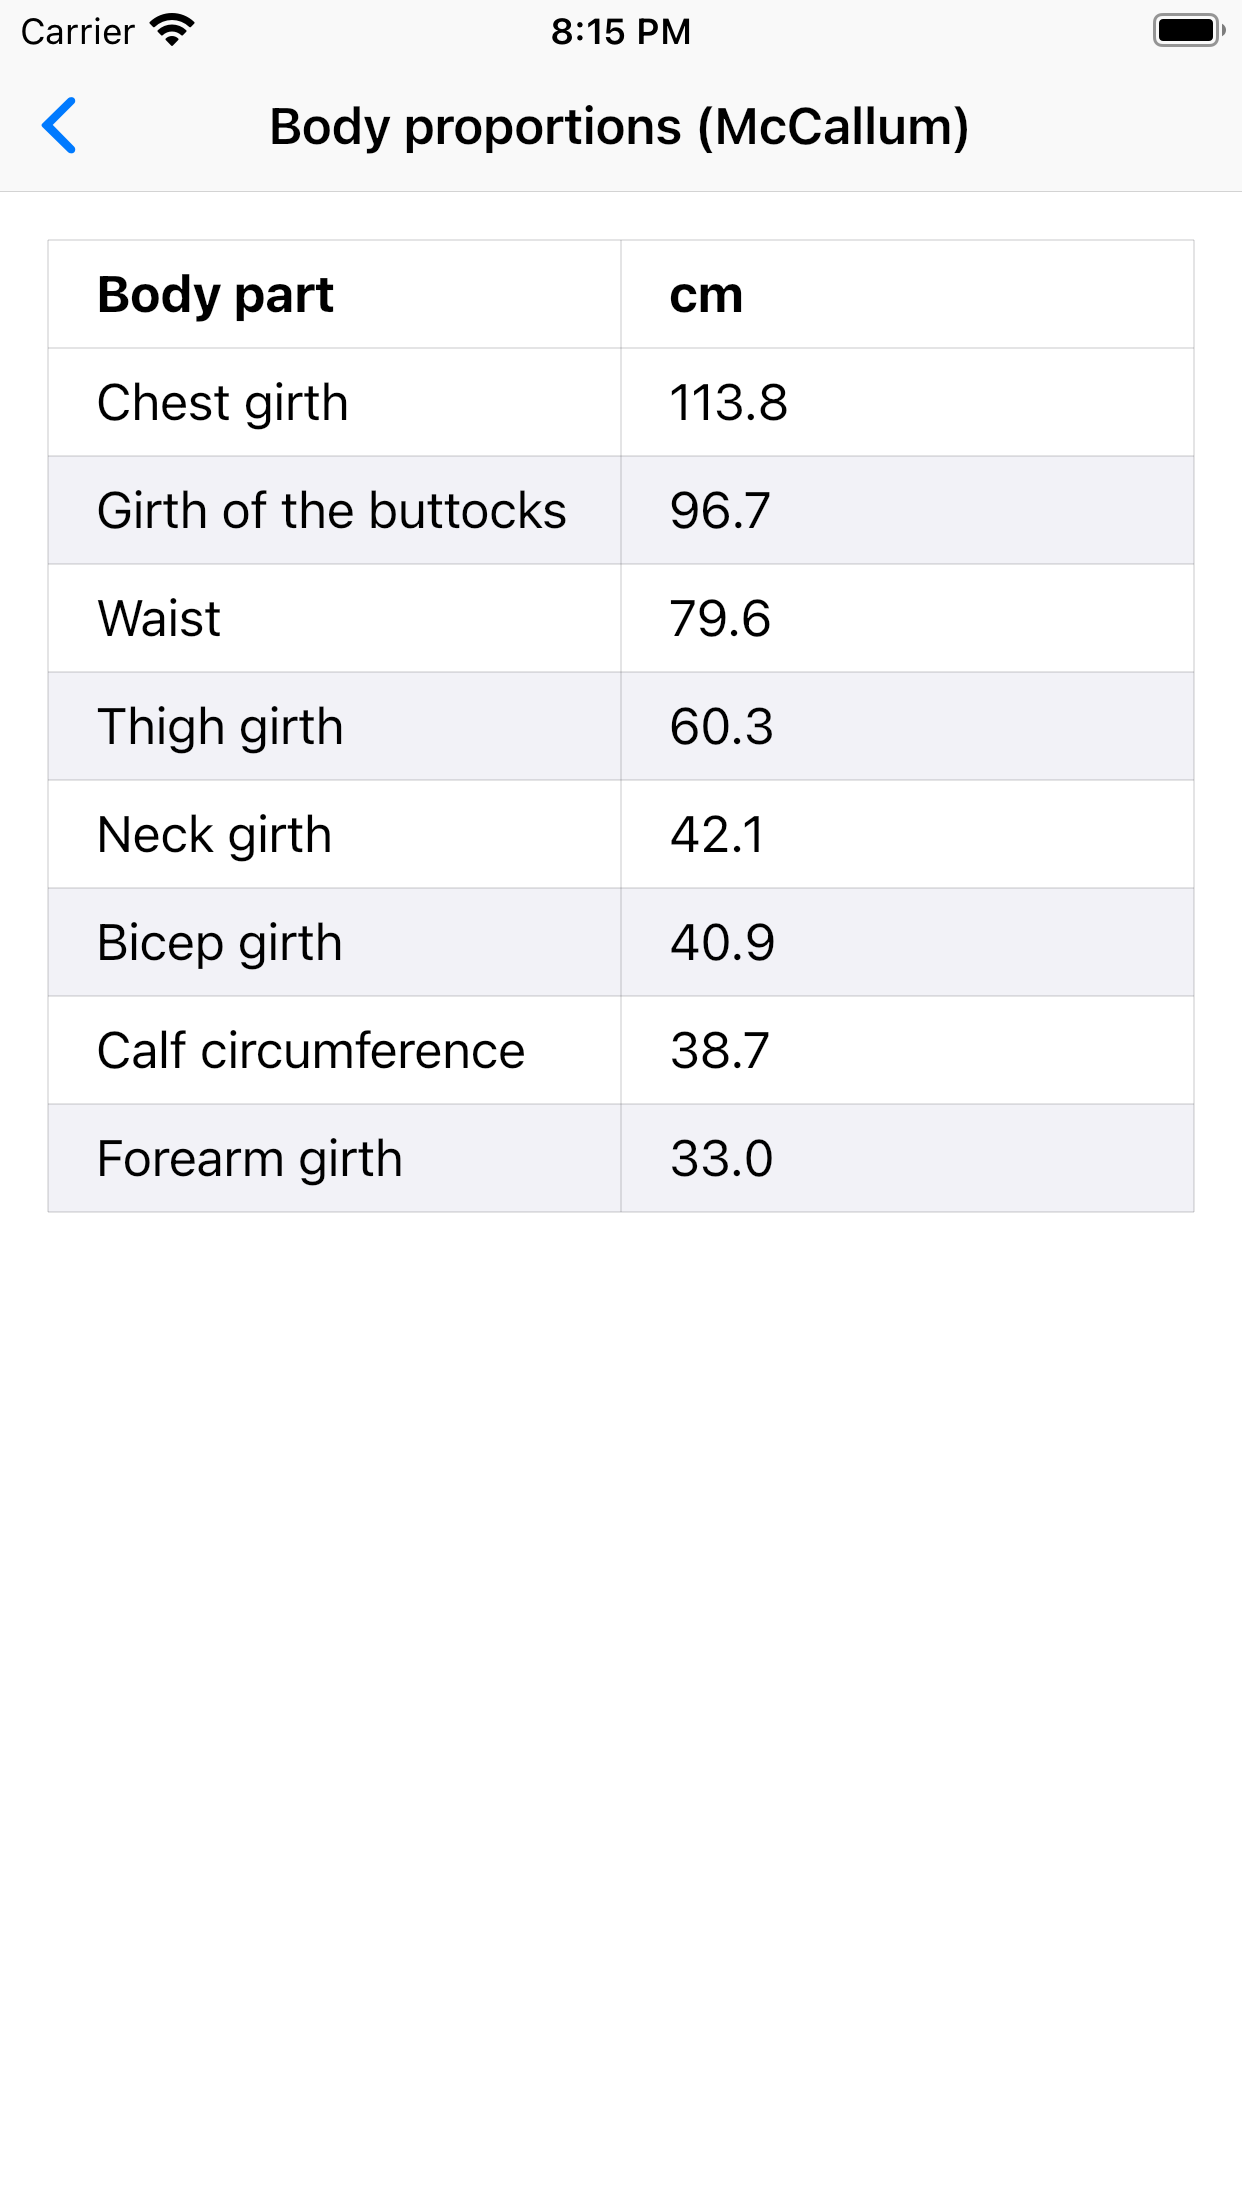 Carrier 8:15 PM
Body proportions (McCallum)
Body part cm
Chest girth 113.8
Girth of the buttocks 96.7
Waist 79.6
Thigh girth 60.3
Neck girth 42.1
Bicep girth 40.9
Calf circumference 38.7
Forearm girth 33.0